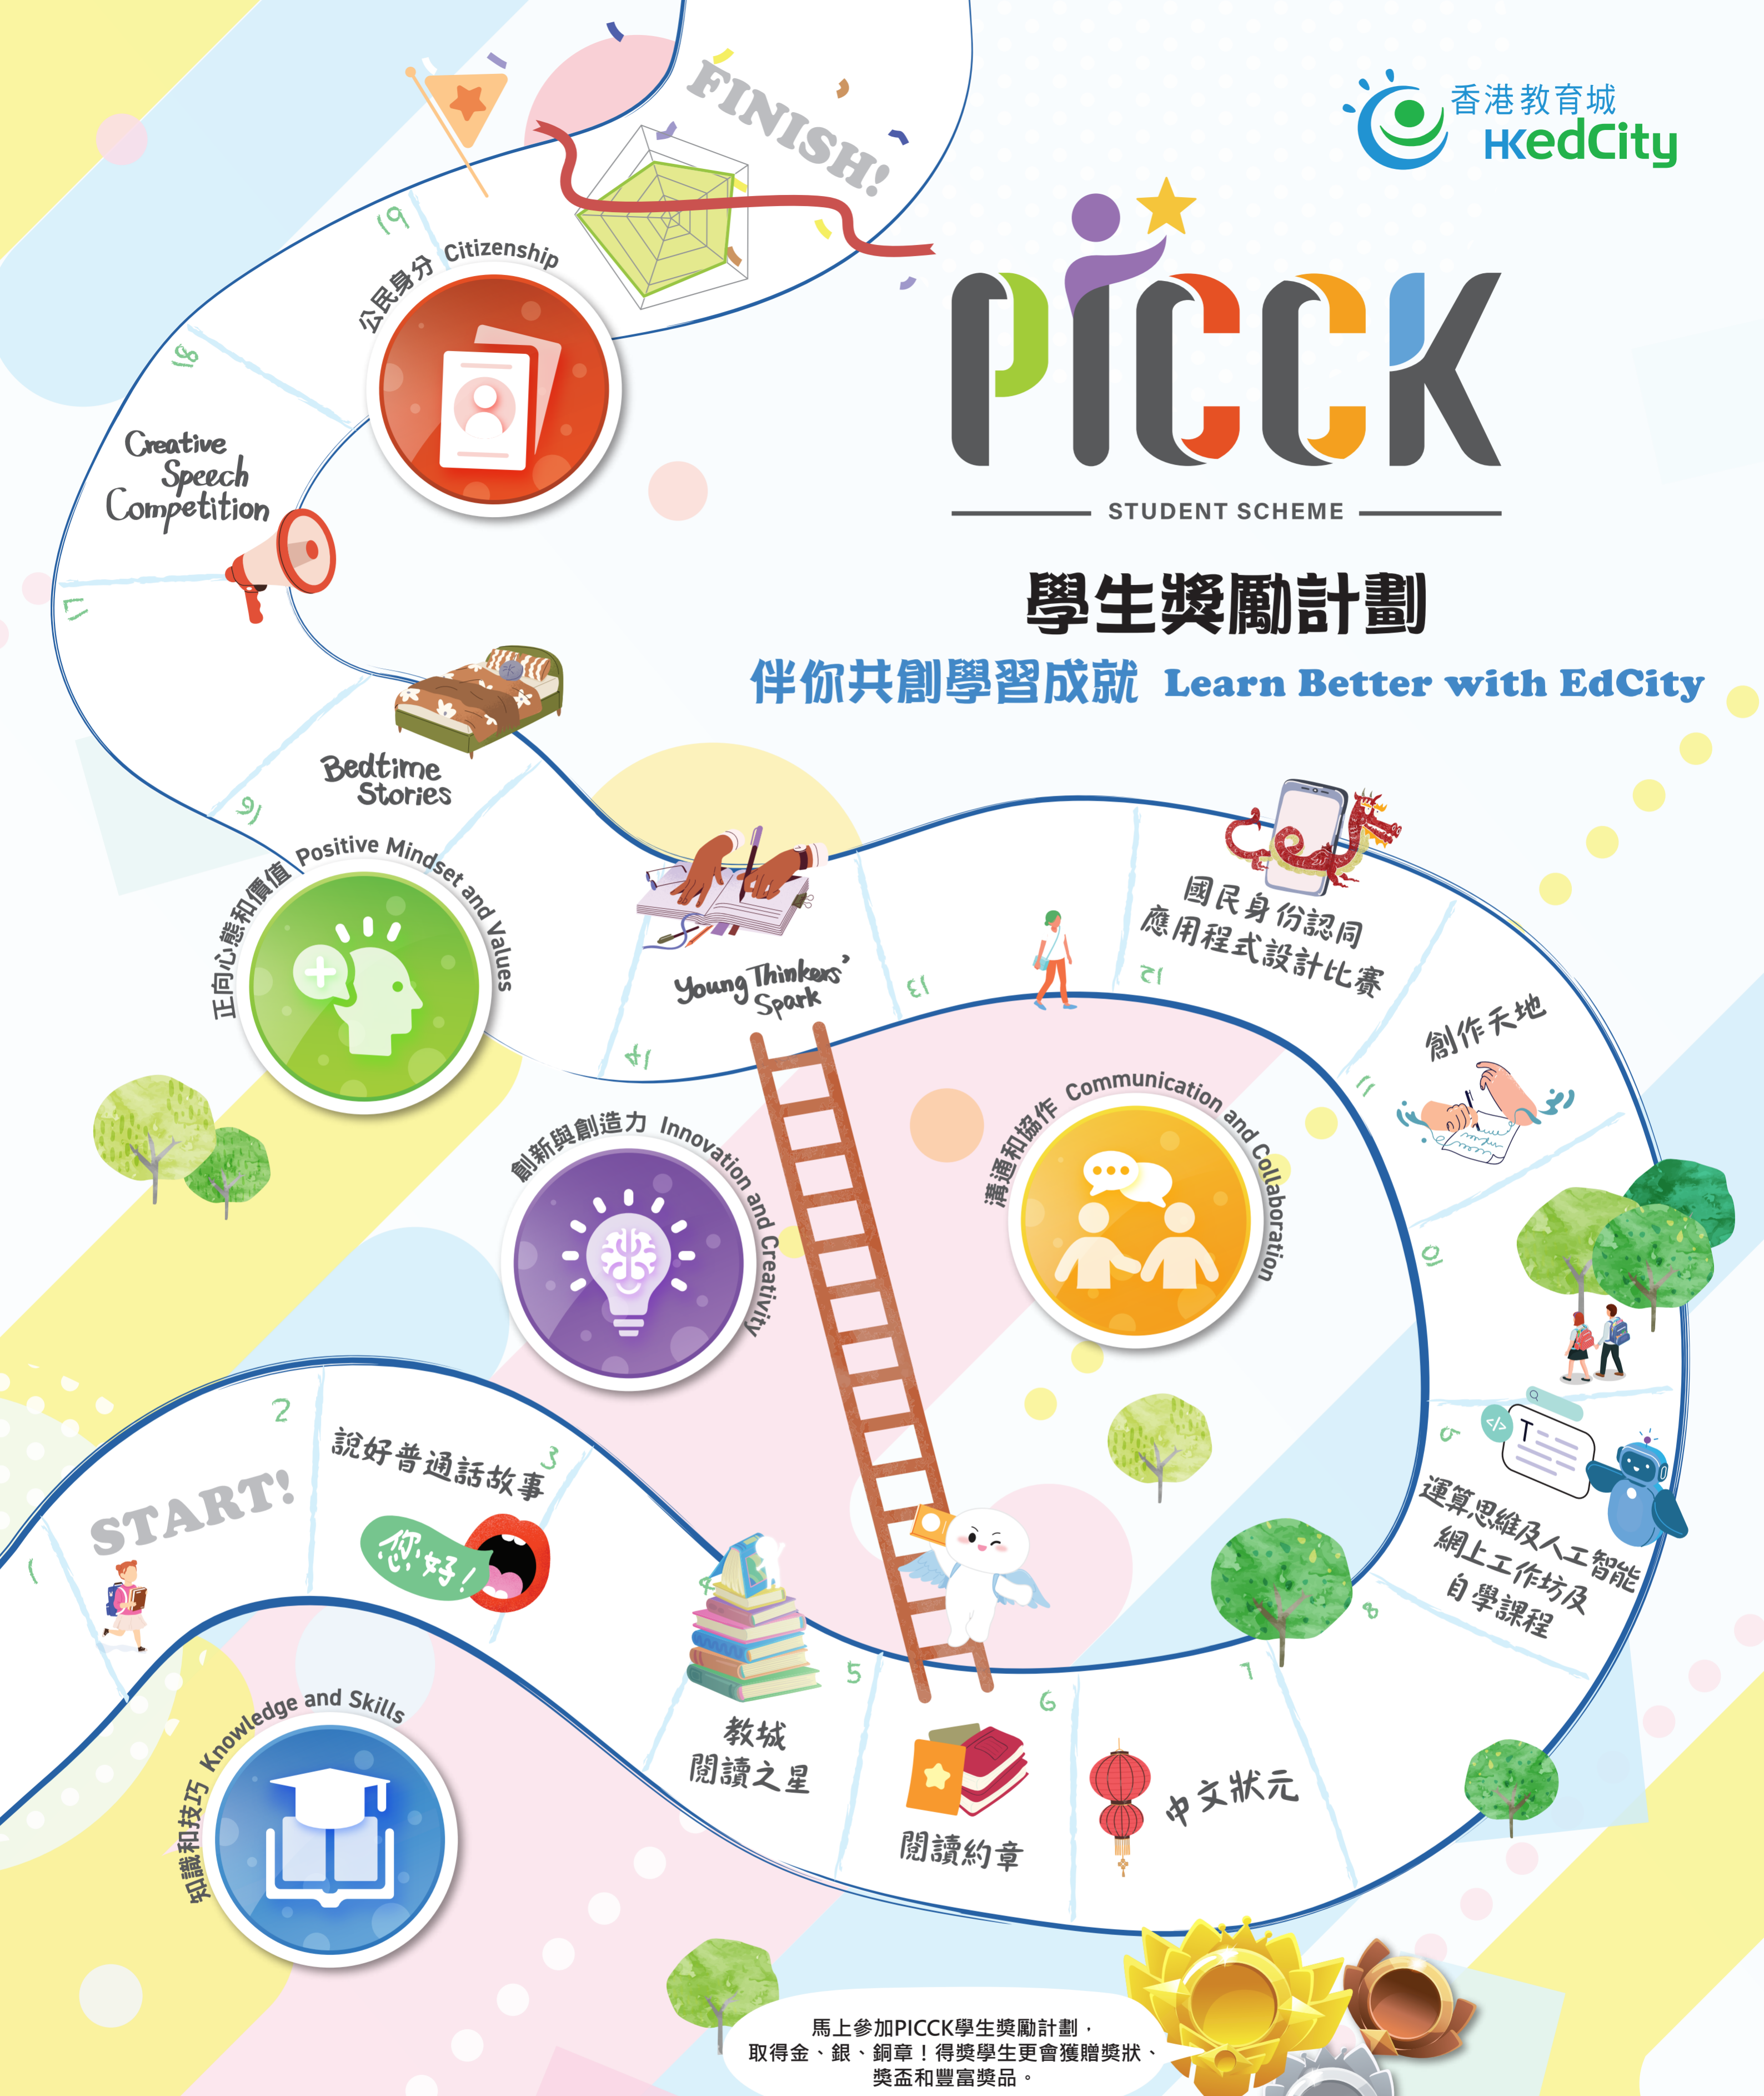 香港教育城
HKedCity
PICCK
STUDENT SCHEME
學生獎勵計劃
伴你共創學習成就 Learn Better with EdCity
FINISH!
19
公民身分 Citizenship
18
Creative
Speech
Competition
17
Bedtime
Stories
16
正向心態和價值 Positive Mindset and Values
Young Thinkers'
Spark
14
13
12
國民身份認同
應用程式設計比賽
11
創作天地
10
創新與創造力 Innovation and Creativity
溝通和協作 Communication and Collaboration
9
T
</>
運算思維及人工智能
網上工作坊及
自學課程
8
7
中文狀元
6
閱讀約章
5
教城
閱讀之星
4
3
說好普通話故事
您好!
2
START!
1
知識和技巧 Knowledge and Skills
馬上參加PICCK學生獎勵計劃，
取得金、銀、銅章！得獎學生更會獲贈獎狀、
獎盃和豐富獎品。